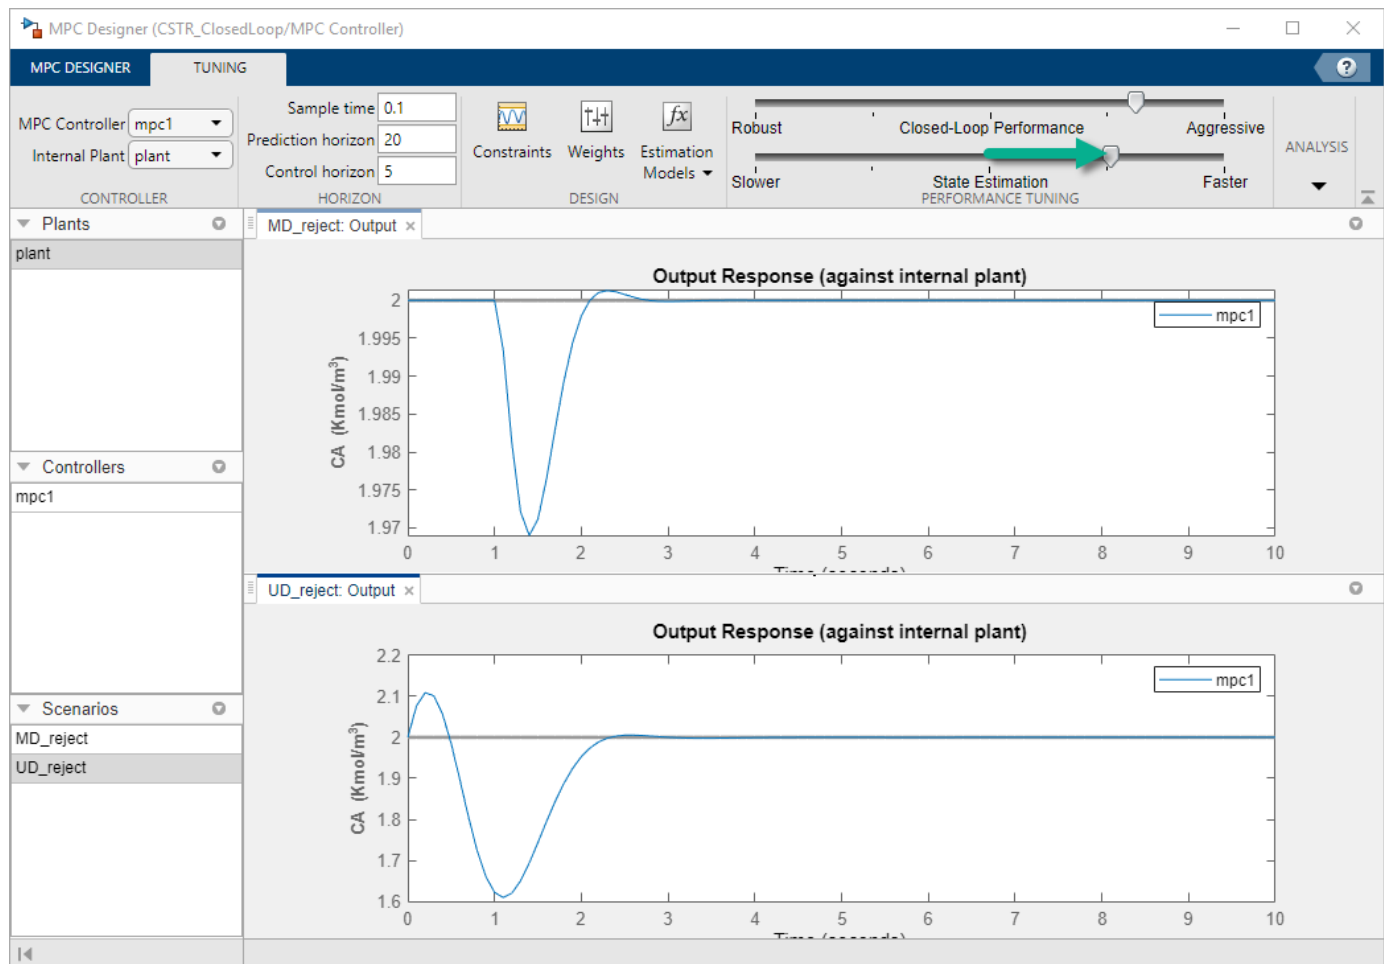 MPC Designer (CSTR_ClosedLoop/MPC Controller)
MPC DESIGNER
TUNING
?
MPC Controller mpc1
Internal Plant plant
CONTROLLER
Sample time 0.1
Prediction horizon 20
Control horizon 5
HORIZON
Constraints
Weights
fx
Estimation
Models
DESIGN
Robust Closed-Loop Performance Aggressive
Slower State Estimation Faster
PERFORMANCE TUNING
ANALYSIS
Plants
plant
Controllers
mpc1
Scenarios
MD_reject
UD_reject
MD_reject: Output
Output Response (against internal plant)
mpc1
CA (Kmol/m³)
2
1.995
1.99
1.985
1.98
1.975
1.97
0 1 2 3 4 5 6 7 8 9 10
Time (seconds)
UD_reject: Output
Output Response (against internal plant)
mpc1
CA (Kmol/m³)
2.2
2.1
2
1.9
1.8
1.7
1.6
0 1 2 3 4 5 6 7 8 9 10
Time (seconds)